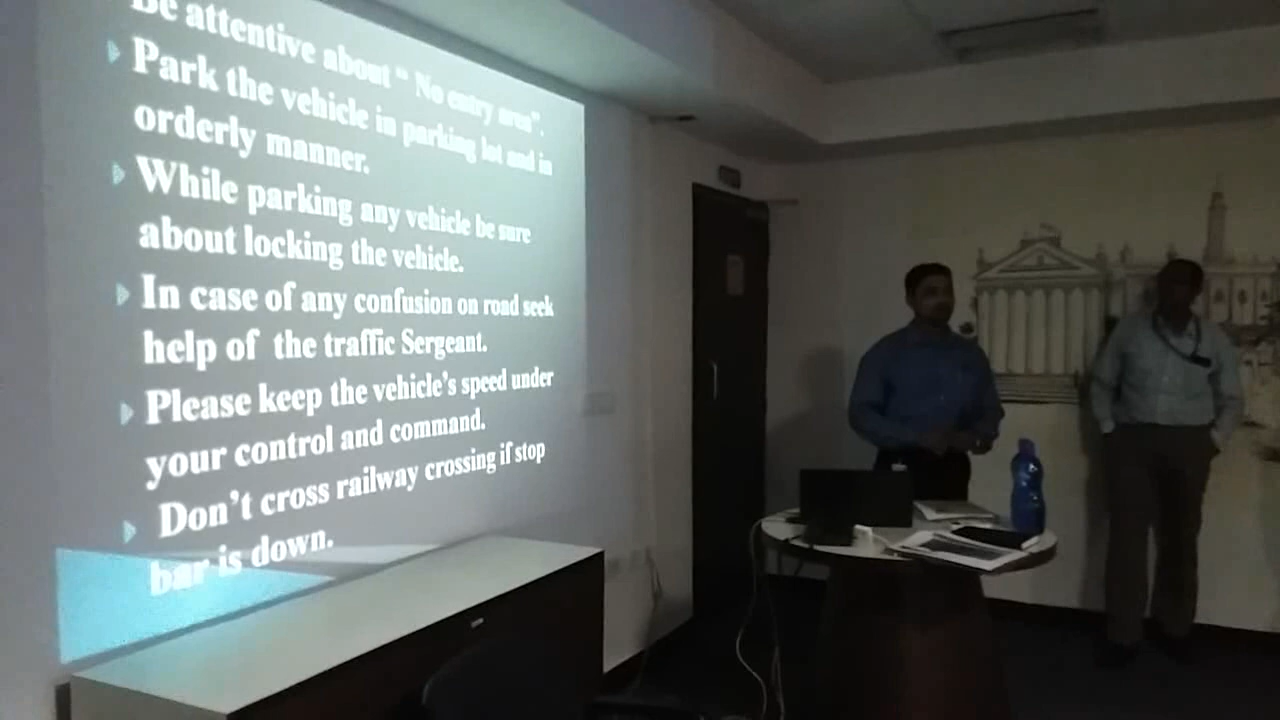 Be attentive about “ No entry area”.
Park the vehicle in parking lot and in
orderly manner.
While parking any vehicle be sure
about locking the vehicle.
In case of any confusion on road seek
help of the traffic Sergeant.
Please keep the vehicle’s speed under
your control and command.
Don’t cross railway crossing if stop
bar is down.